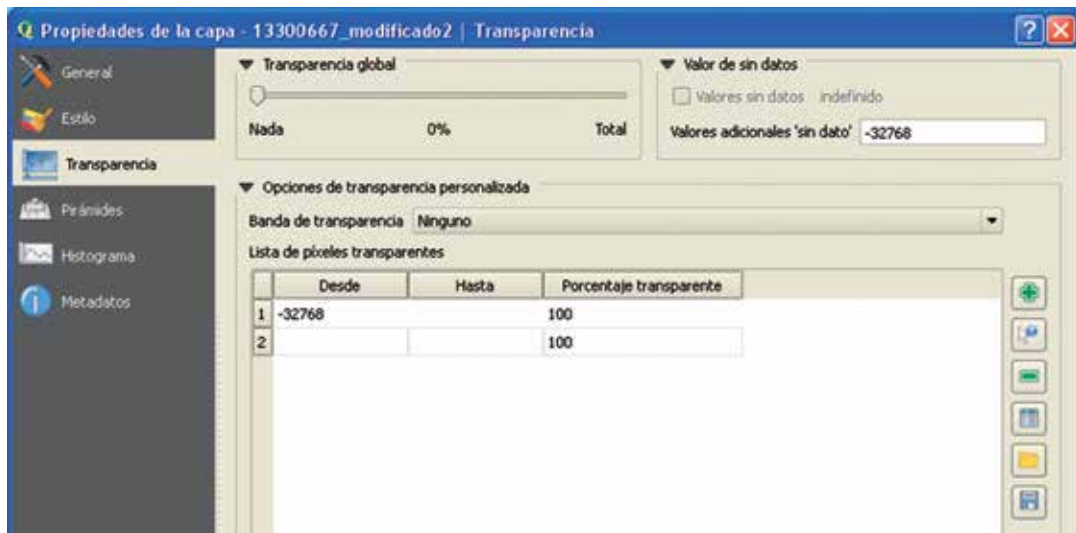 Propiedades de la capa - 13300667_modificado2 | Transparencia
General
Estilo
Transparencia
Pirámides
Histograma
Metadatos
Transparencia global
Nada 0% Total
Valor de sin datos
Valores sin datos indefinido
Valores adicionales 'sin dato' -32768
Opciones de transparencia personalizada
Banda de transparencia Ninguno
Lista de píxeles transparentes
Desde Hasta Porcentaje transparente
1 -32768 100
2 100